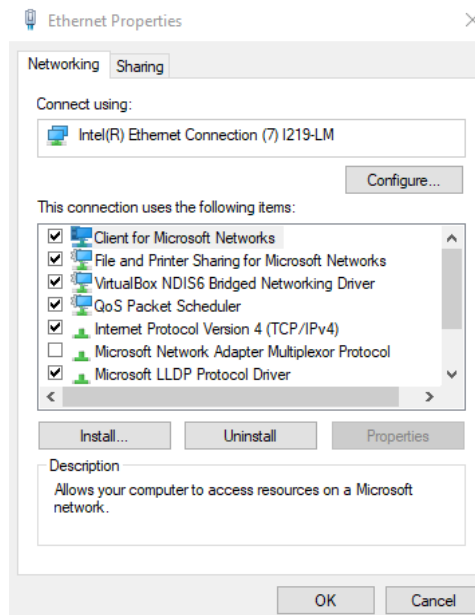 Ethernet Properties
Networking
Sharing
Connect using:
Intel(R) Ethernet Connection (7) I219-LM
Configure...
This connection uses the following items:
Client for Microsoft Networks
File and Printer Sharing for Microsoft Networks
VirtualBox NDIS6 Bridged Networking Driver
QoS Packet Scheduler
Internet Protocol Version 4 (TCP/IPv4)
Microsoft Network Adapter Multiplexor Protocol
Microsoft LLDP Protocol Driver
Install...
Uninstall
Properties
Description
Allows your computer to access resources on a Microsoft
network.
OK
Cancel